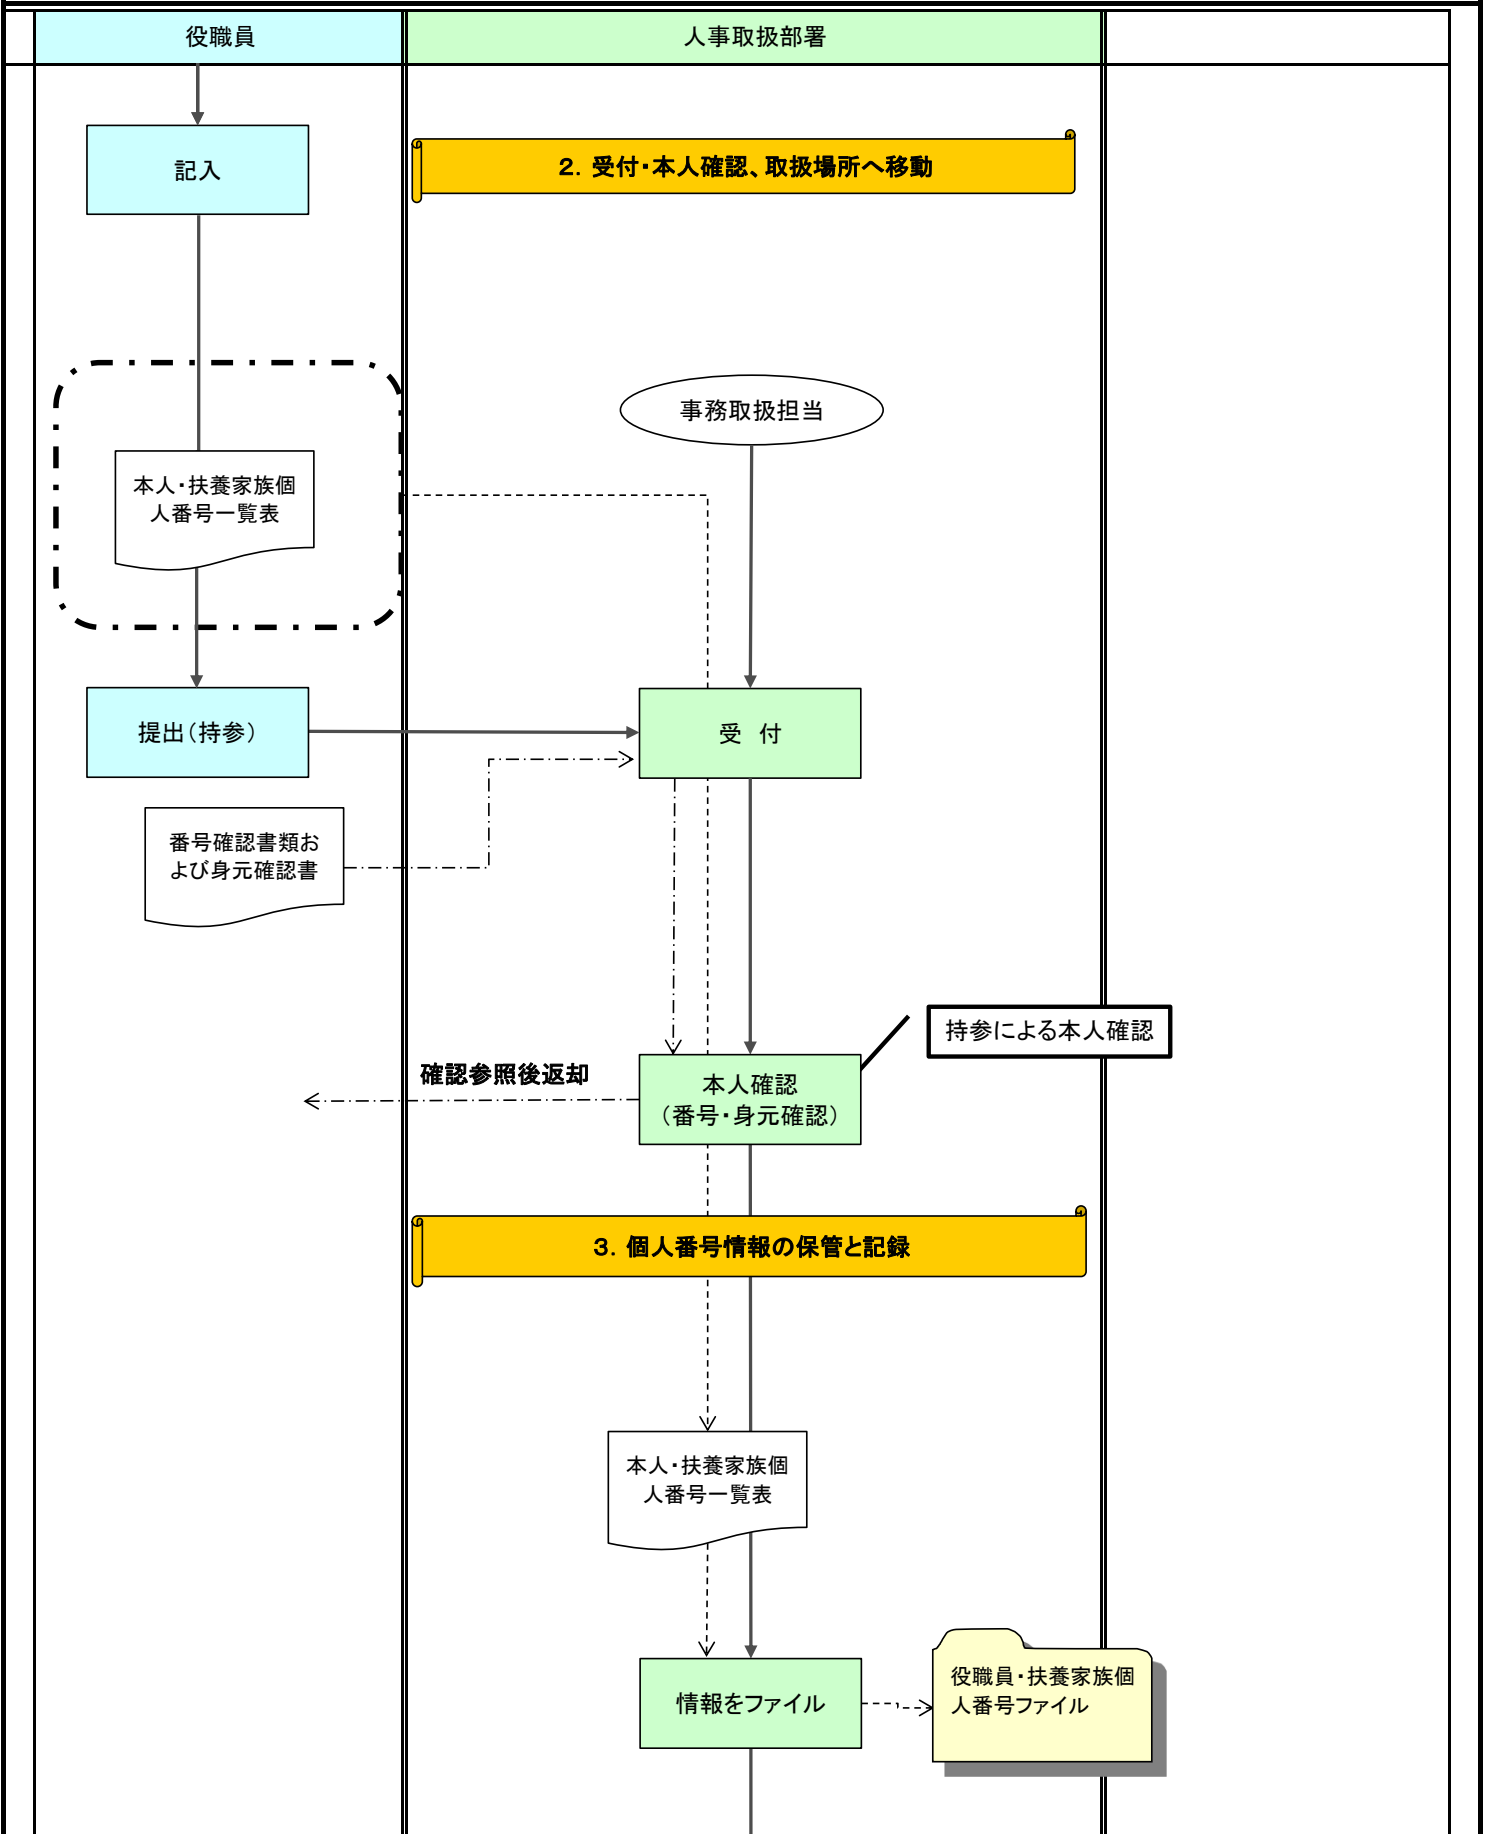 役職員
人事取扱部署
記入
２．受付・本人確認、取扱場所へ移動
事務取扱担当
本人・扶養家族個
人番号一覧表
提出（持参）
受　付
番号確認書類お
よび身元確認書
持参による本人確認
確認参照後返却
本人確認
（番号・身元確認）
３．個人番号情報の保管と記録
本人・扶養家族個
人番号一覧表
情報をファイル
役職員・扶養家族個
人番号ファイル